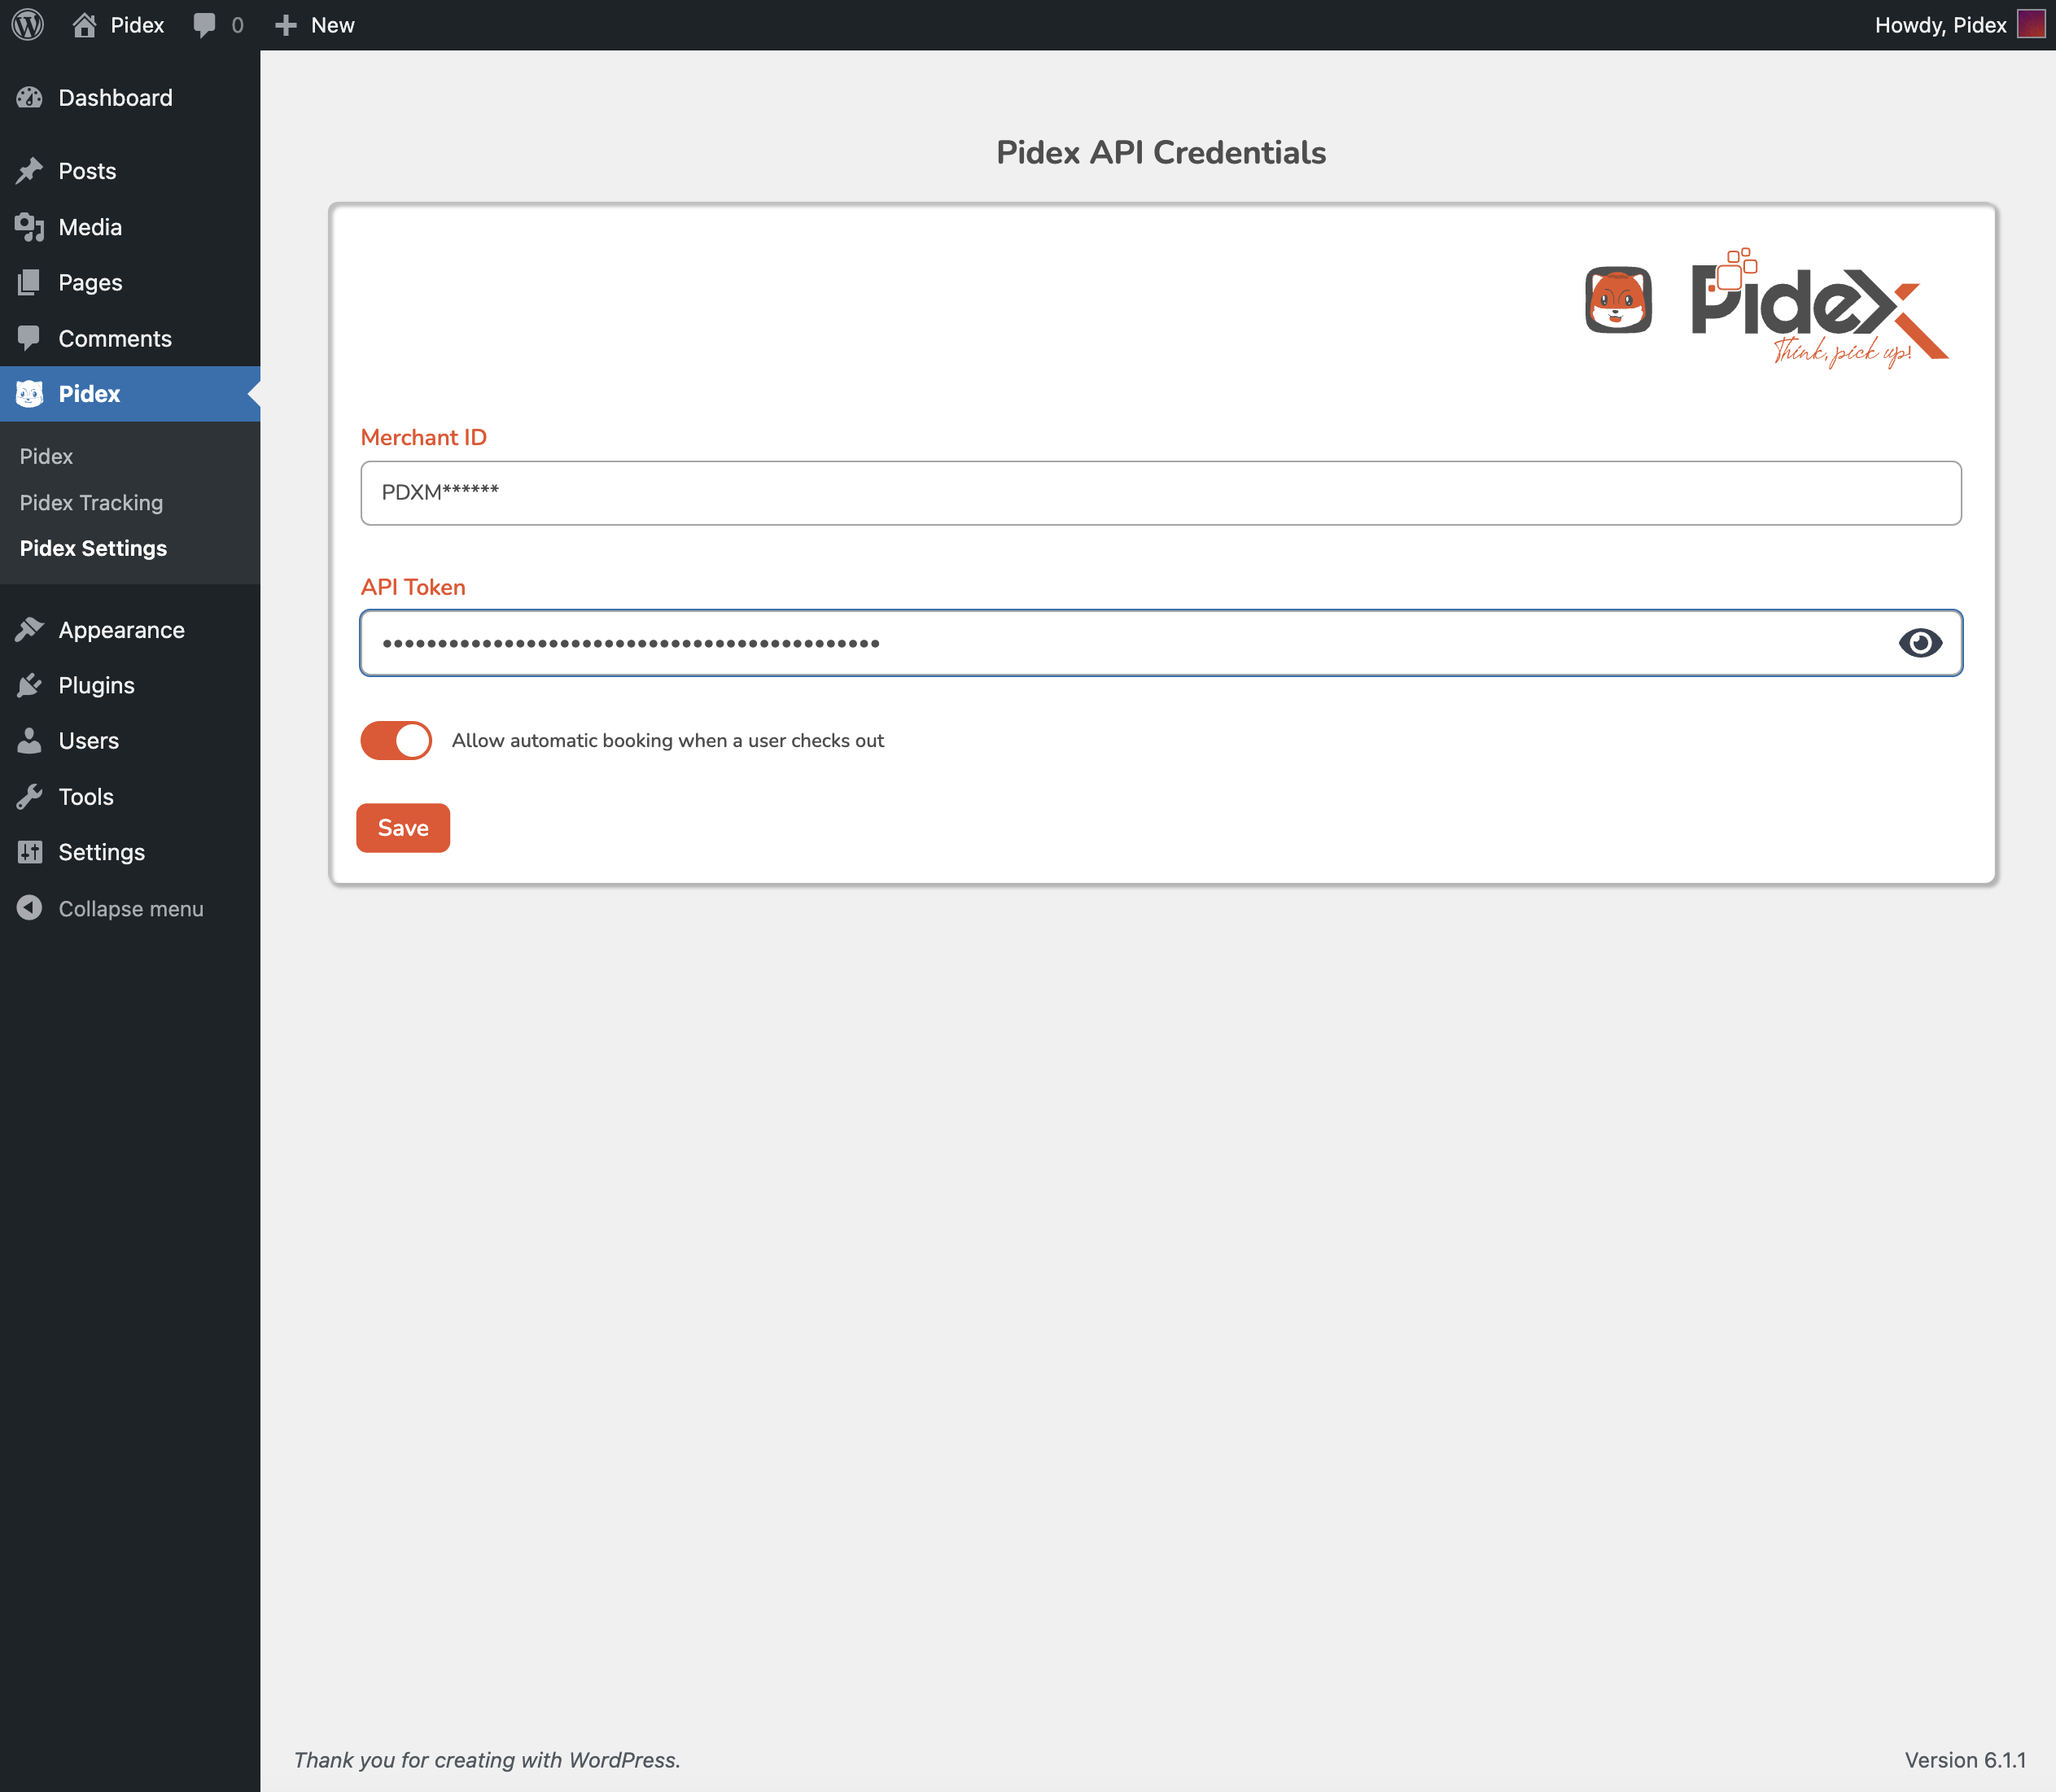 Pidex
0
New
Howdy, Pidex
Dashboard
Posts
Media
Pages
Comments
Pidex
Pidex
Pidex Tracking
Pidex Settings
Appearance
Plugins
Users
Tools
Settings
Collapse menu
Pidex API Credentials
Pidex
Think, pick up!
Merchant ID
PDXM******
API Token
Allow automatic booking when a user checks out
Save
Thank you for creating with WordPress.
Version 6.1.1